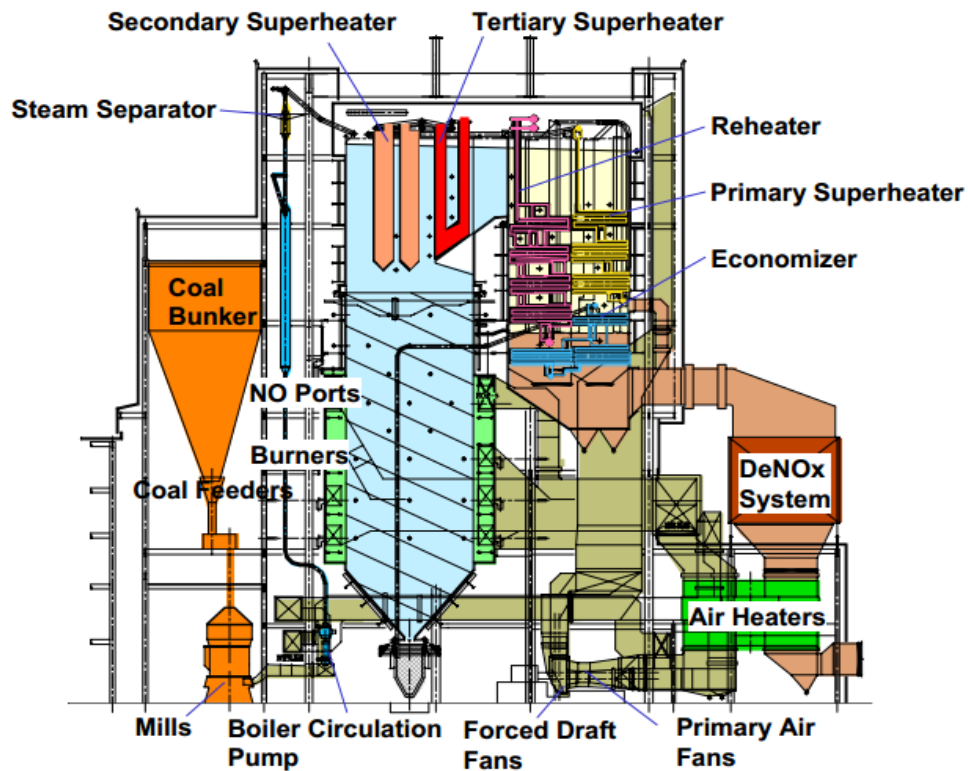 Secondary Superheater
Tertiary Superheater
Steam Separator
Reheater
Primary Superheater
Economizer
Coal
Bunker
NO Ports
Burners
Coal Feeders
DeNOx
System
Air Heaters
Mills
Boiler Circulation
Pump
Forced Draft
Fans
Primary Air
Fans